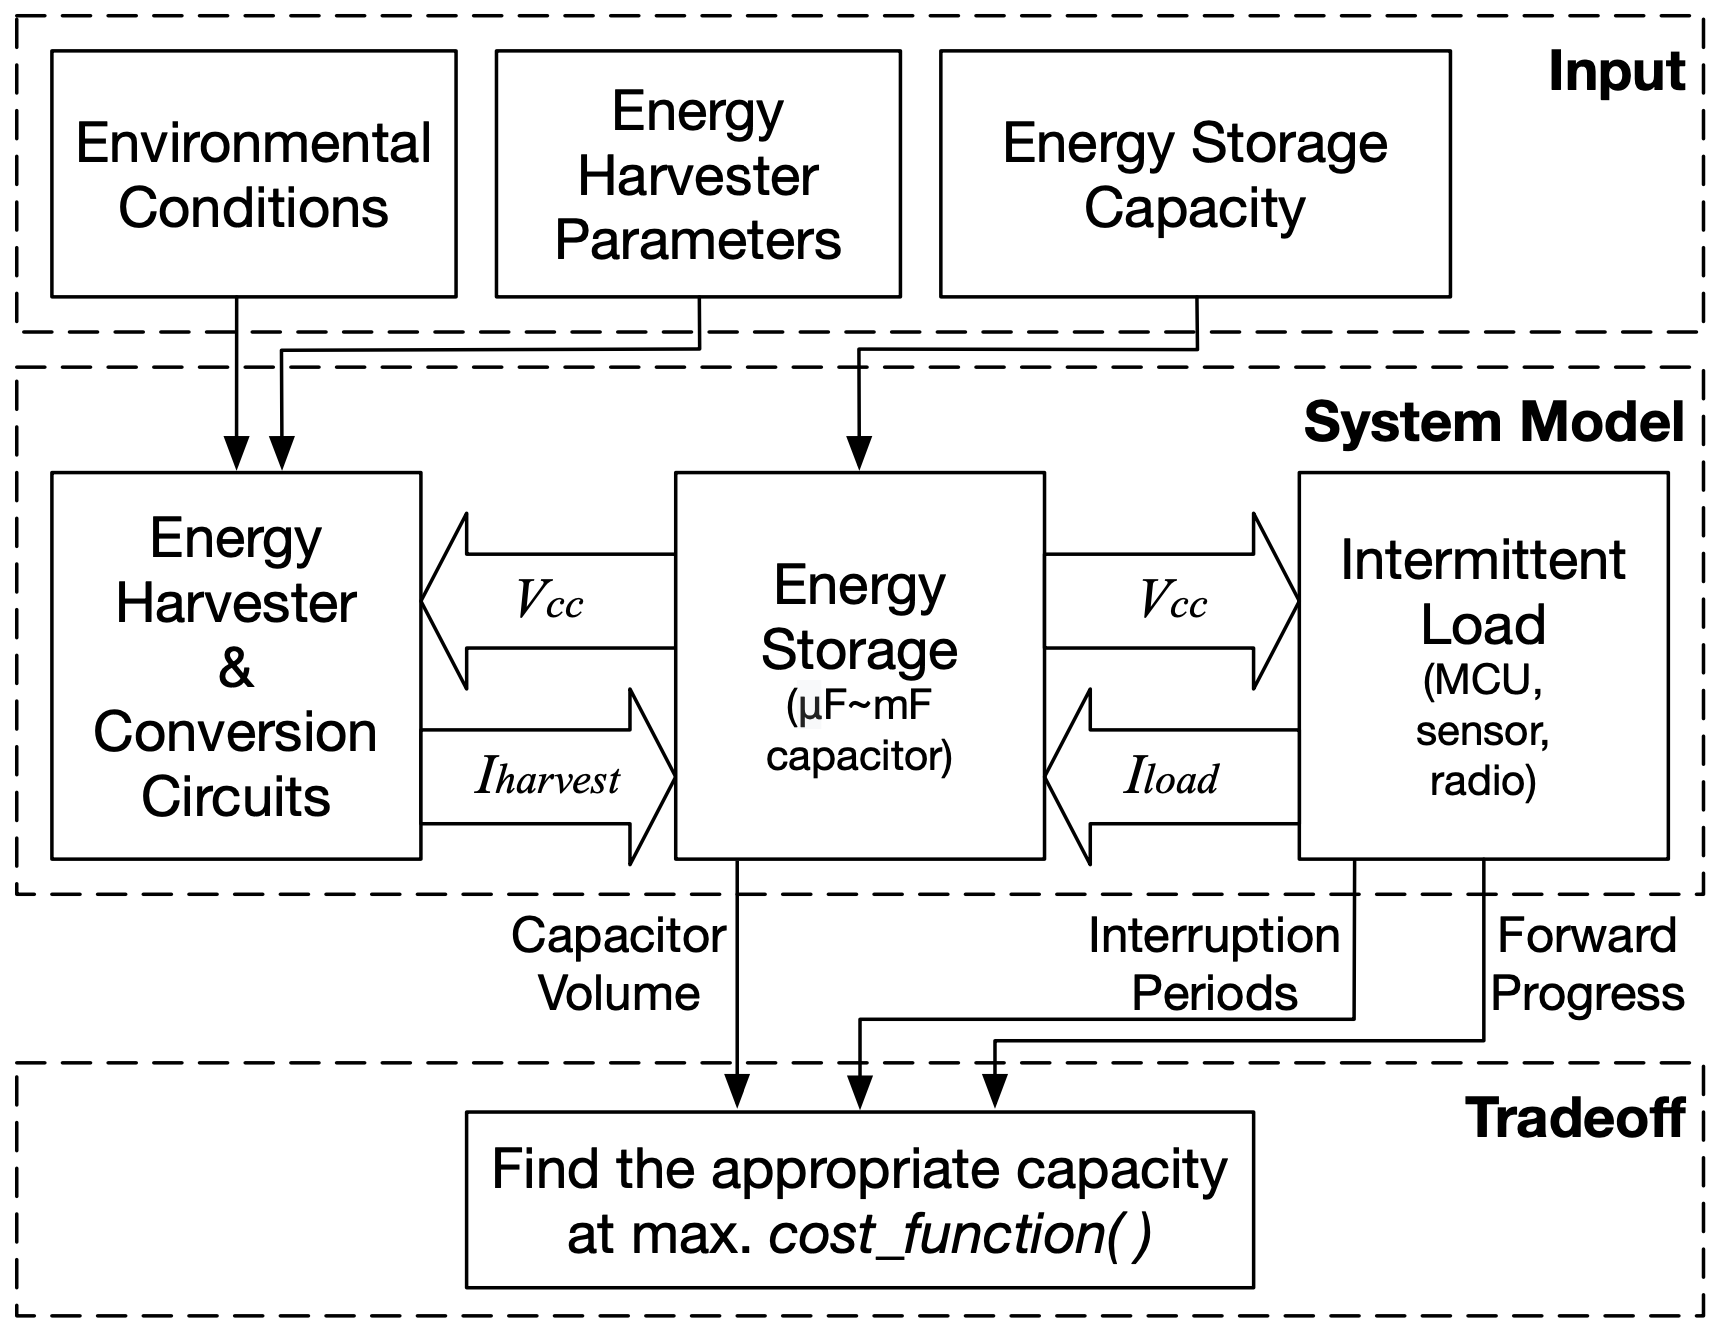 Input
Environmental
Conditions
Energy
Harvester
Parameters
Energy Storage
Capacity
System Model
Energy
Harvester
&
Conversion
Circuits
Vcc
Iharvest
Energy
Storage
(µF~mF
capacitor)
Vcc
Iload
Intermittent
Load
(MCU,
sensor,
radio)
Capacitor
Volume
Interruption
Periods
Forward
Progress
Tradeoff
Find the appropriate capacity
at max. cost_function()